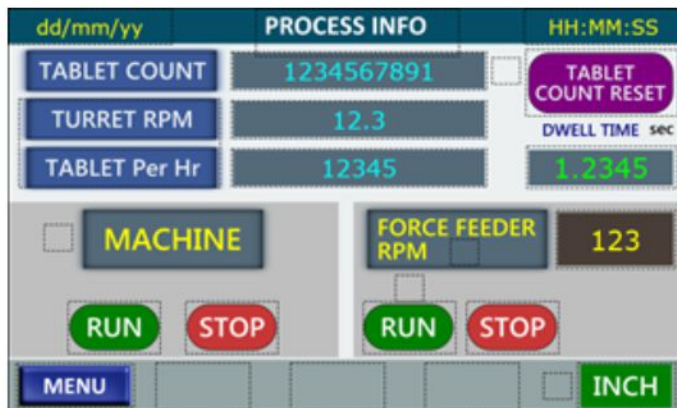 dd/mm/yy PROCESS INFO HH:MM:SS
TABLET COUNT 1234567891 TABLET
COUNT RESET
TURRET RPM 12.3
DWELL TIME sec
TABLET Per Hr 12345 1.2345
MACHINE
FORCE FEEDER
RPM
123
RUN STOP RUN STOP
MENU INCH